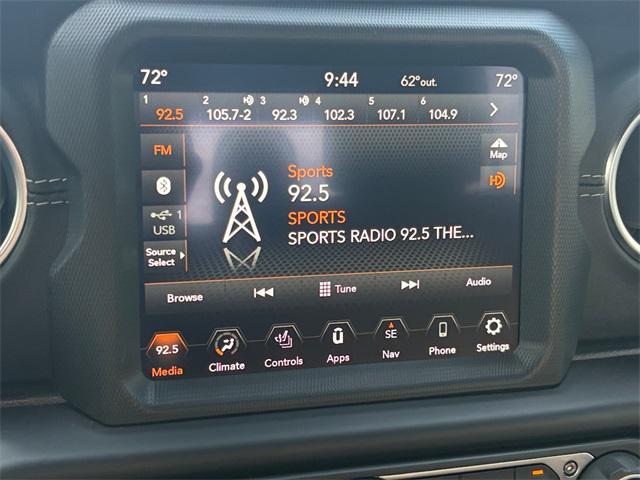 72° 9:44 62°out. 72°
1 2 3 4 5 6
92.5 105.7-2 92.3 102.3 107.1 104.9
FM
Map
Sports
92.5
SPORTS
SPORTS RADIO 92.5 THE...
1
USB
Source
Select
Browse Tune Audio
92.5 SE
Media Climate Controls Apps Nav Phone Settings